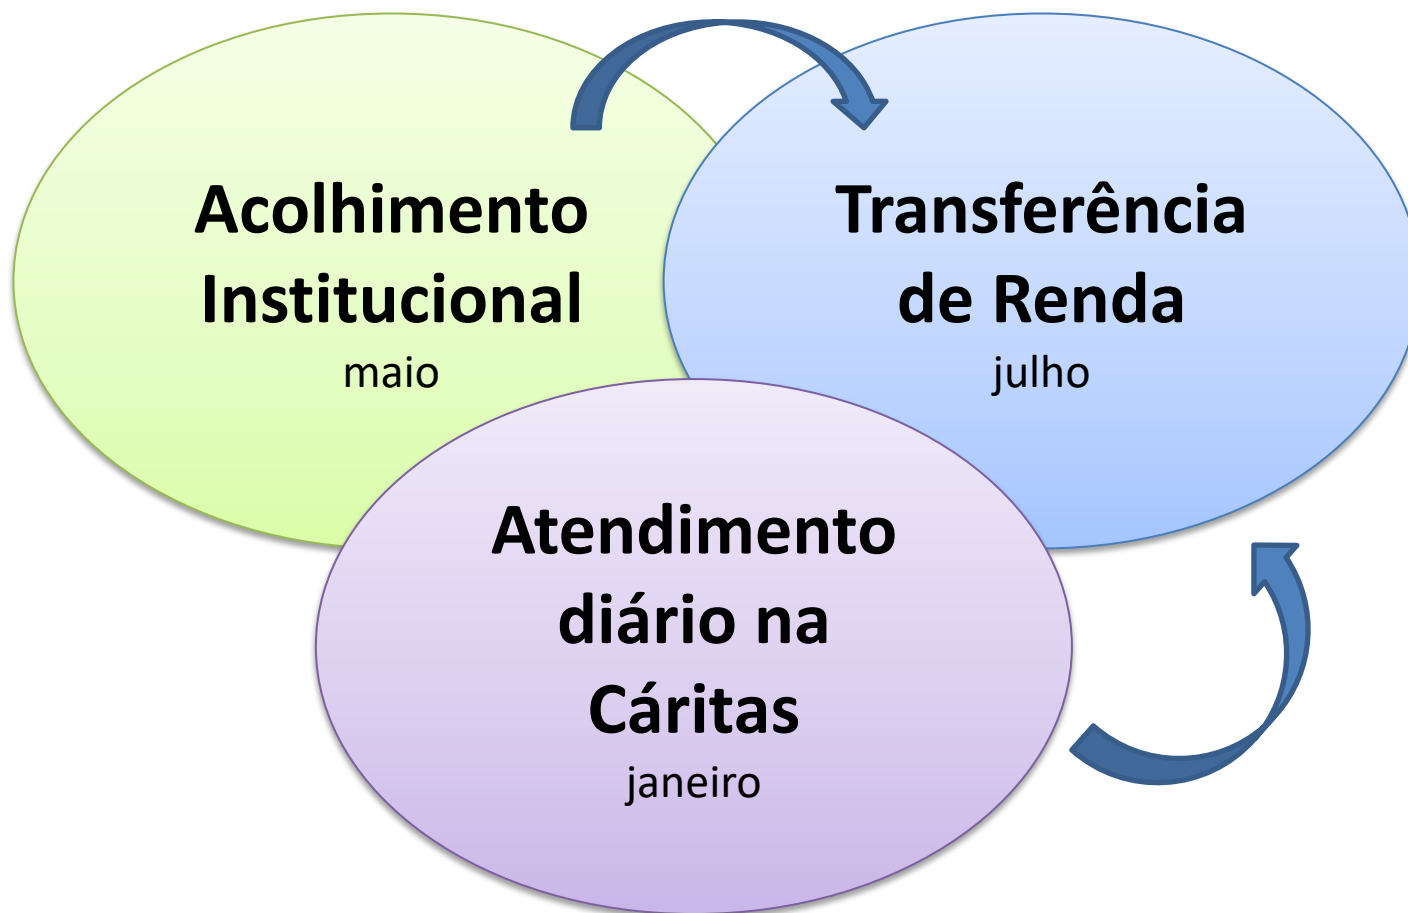 Acolhimento
Institucional
maio
Transferência
de Renda
julho
Atendimento
diário na
Cáritas
janeiro